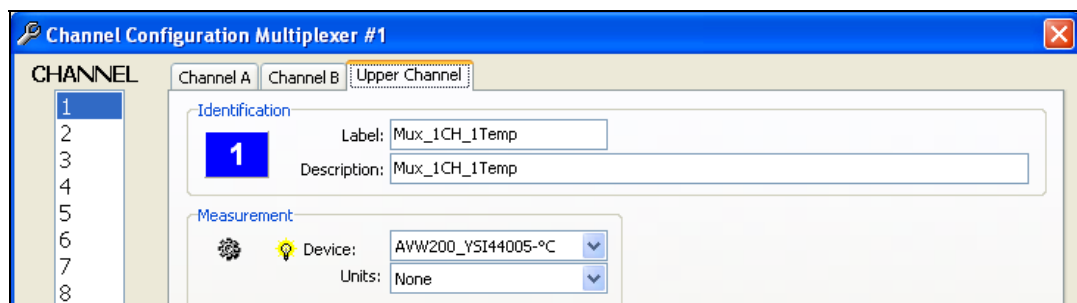 Channel Configuration Multiplexer #1
CHANNEL
1
2
3
4
5
6
7
8
Channel A Channel B Upper Channel
Identification
1
Label: Mux_1CH_1Temp
Description: Mux_1CH_1Temp
Measurement
Device: AVW200_YSI44005-°C
Units: None